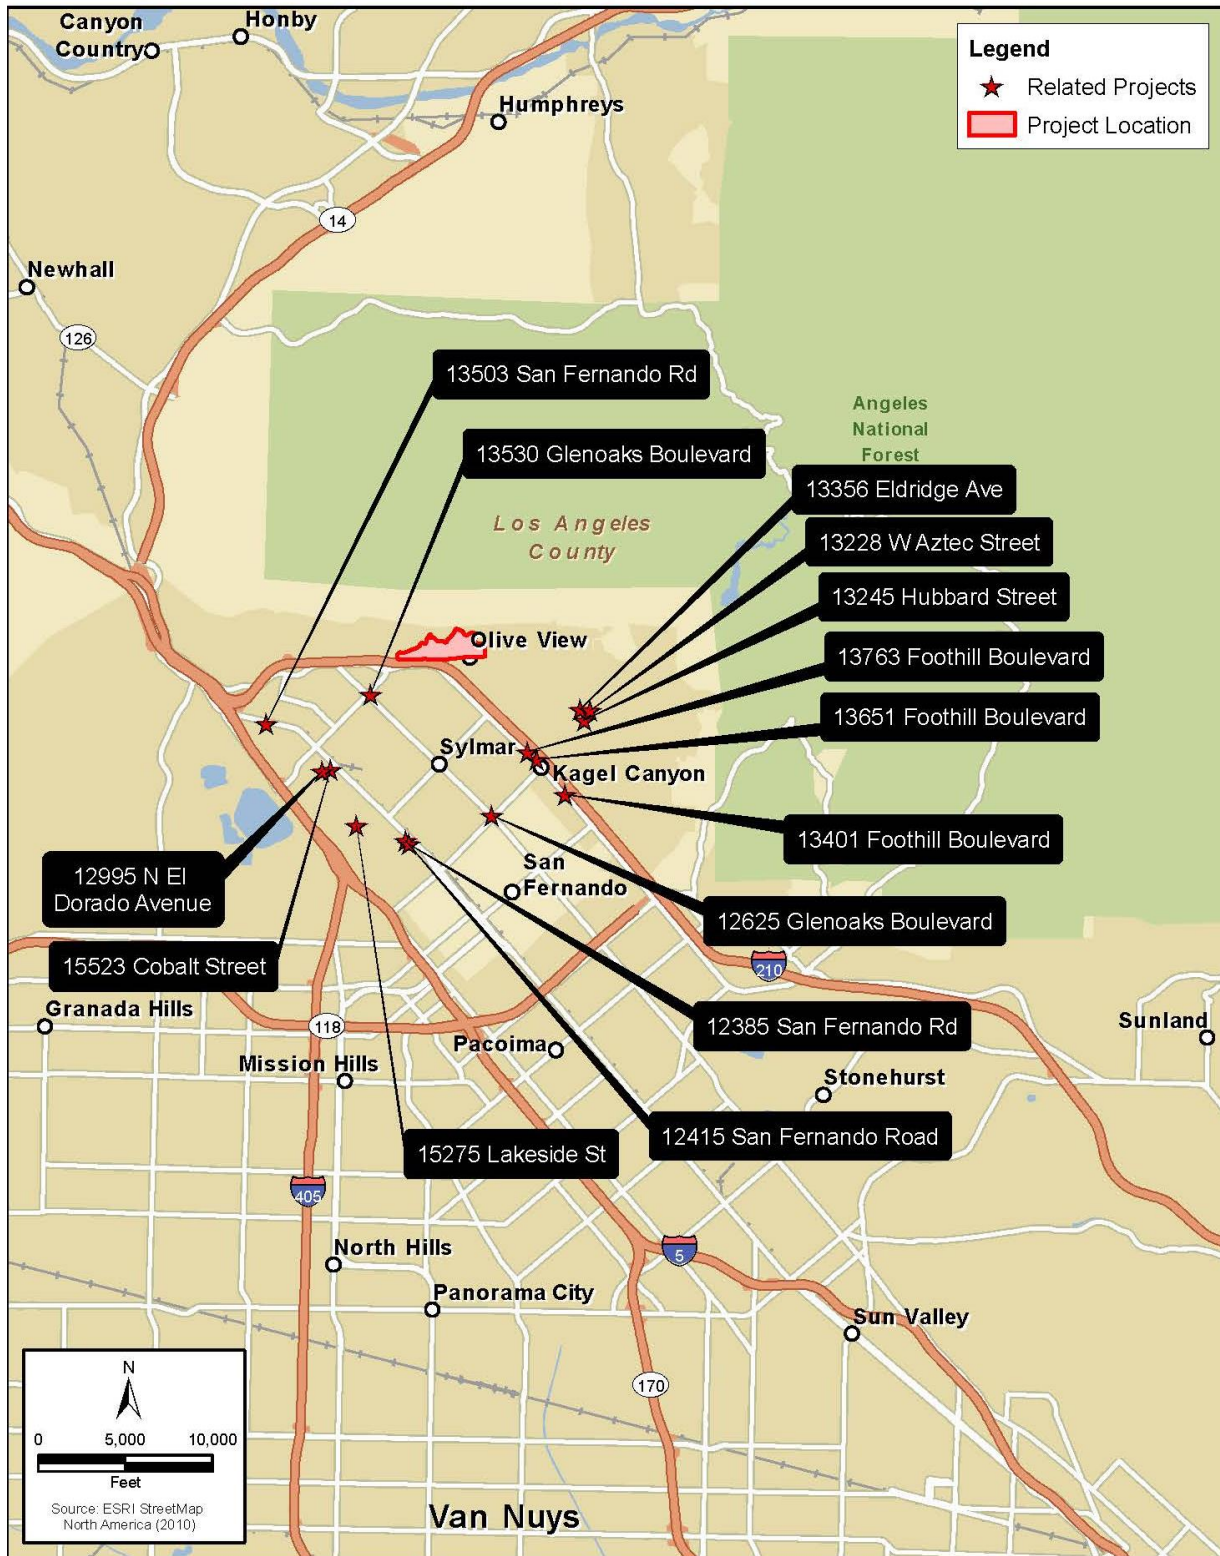 Canyon
Country
Honby
Legend
Related Projects
Project Location
Humphreys
14
Newhall
126
13503 San Fernando Rd
Angeles
National
Forest
13530 Glenoaks Boulevard
13356 Eldridge Ave
Los Angeles
County
13228 W Aztec Street
13245 Hubbard Street
Olive View
13763 Foothill Boulevard
13651 Foothill Boulevard
Sylmar
Kagel Canyon
13401 Foothill Boulevard
12995 N El
Dorado Avenue
San
Fernando
12625 Glenoaks Boulevard
15523 Cobalt Street
210
Granada Hills
118
12385 San Fernando Rd
Sunland
Pacoima
Mission Hills
Stonehurst
12415 San Fernando Road
15275 Lakeside St
405
North Hills
5
Panorama City
Sun Valley
N
170
0 5,000 10,000
Feet
Source: ESRI StreetMap
North America (2010)
Van Nuys